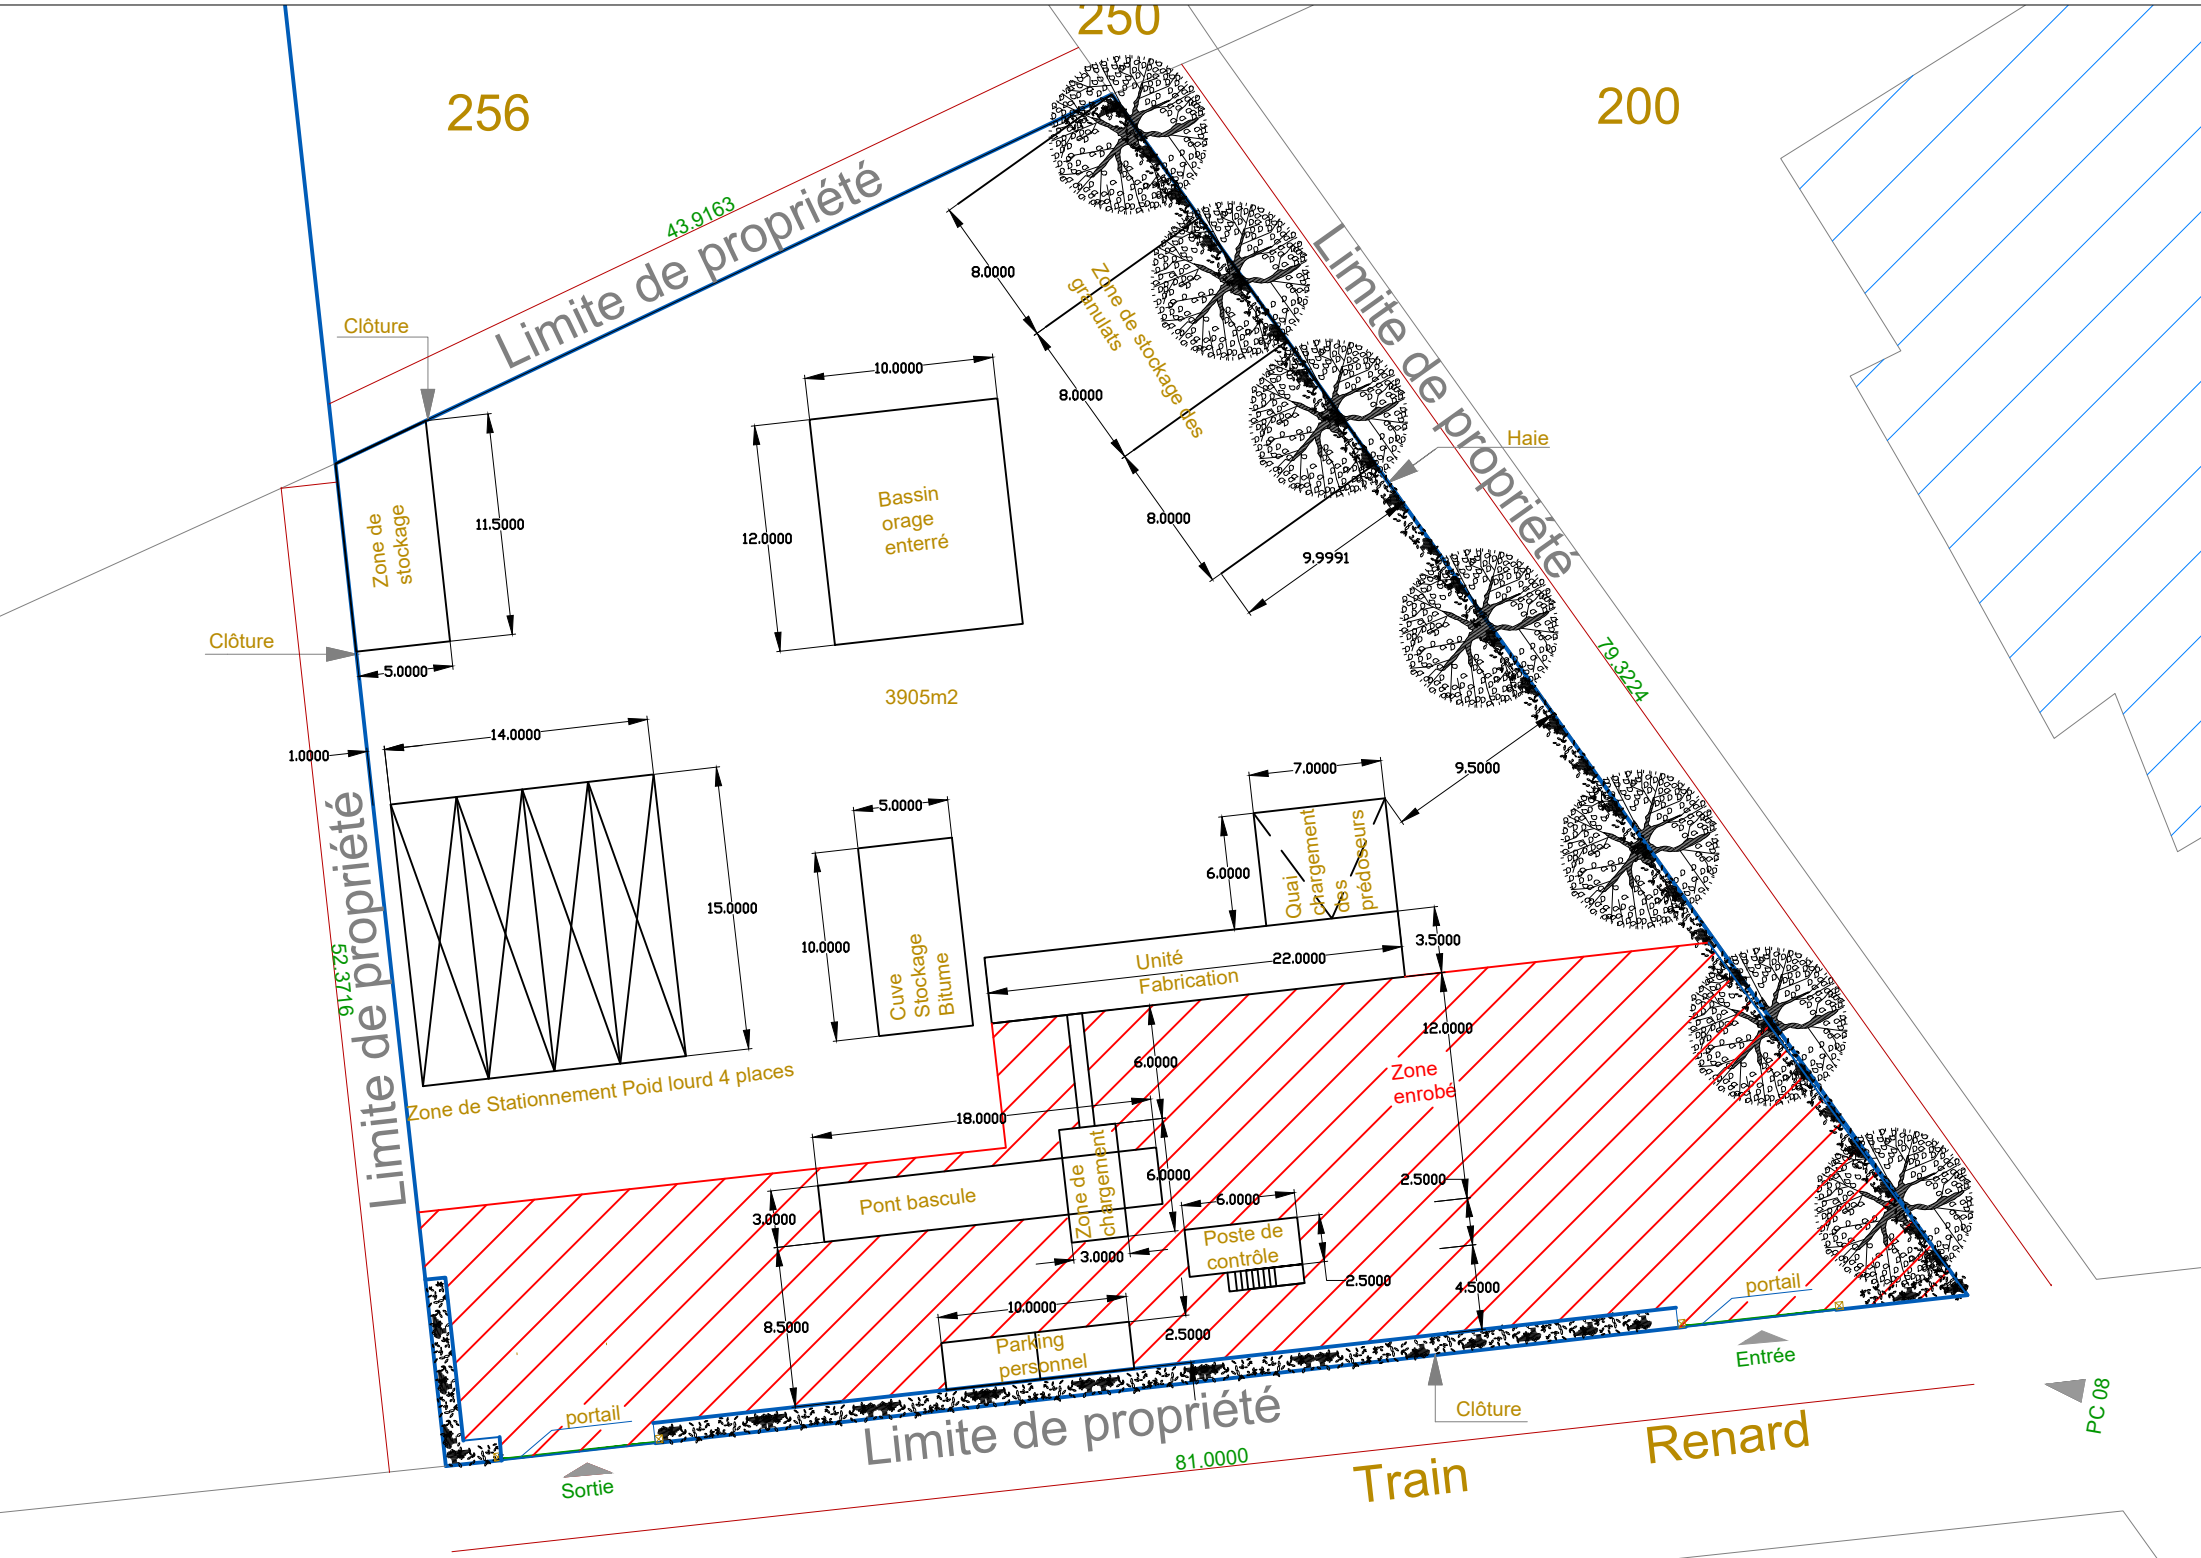 250
256
200
43.9163
Limite de propriété
Clôture
8.0000
Zone de stockage des
granulats
Limite de propriété
10.0000
8.0000
Haie
12.0000
Bassin
orage
enterré
11.5000
Zone de
stockage
8.0000
9.9991
Clôture
5.0000
79.3224
3905m2
14.0000
1.0000
9.5000
7.0000
5.0000
6.0000
Quai
chargement
des
prédoseurs
15.0000
10.0000
Cuve
Stockage
Bitume
3.5000
Unité
Fabrication
22.0000
52.3716
Limite de propriété
12.0000
6.0000
Zone
enrobé
Zone de Stationnement Poid lourd 4 places
18.0000
6.0000
2.5000
Pont bascule
Zone de
chargement
6.0000
3.0000
Poste de
contrôle
3.0000
2.5000
4.5000
portail
10.0000
8.5000
2.5000
Parking
personnel
Entrée
portail
Clôture
PC 08
Limite de propriété
81.0000
Renard
Train
Sortie